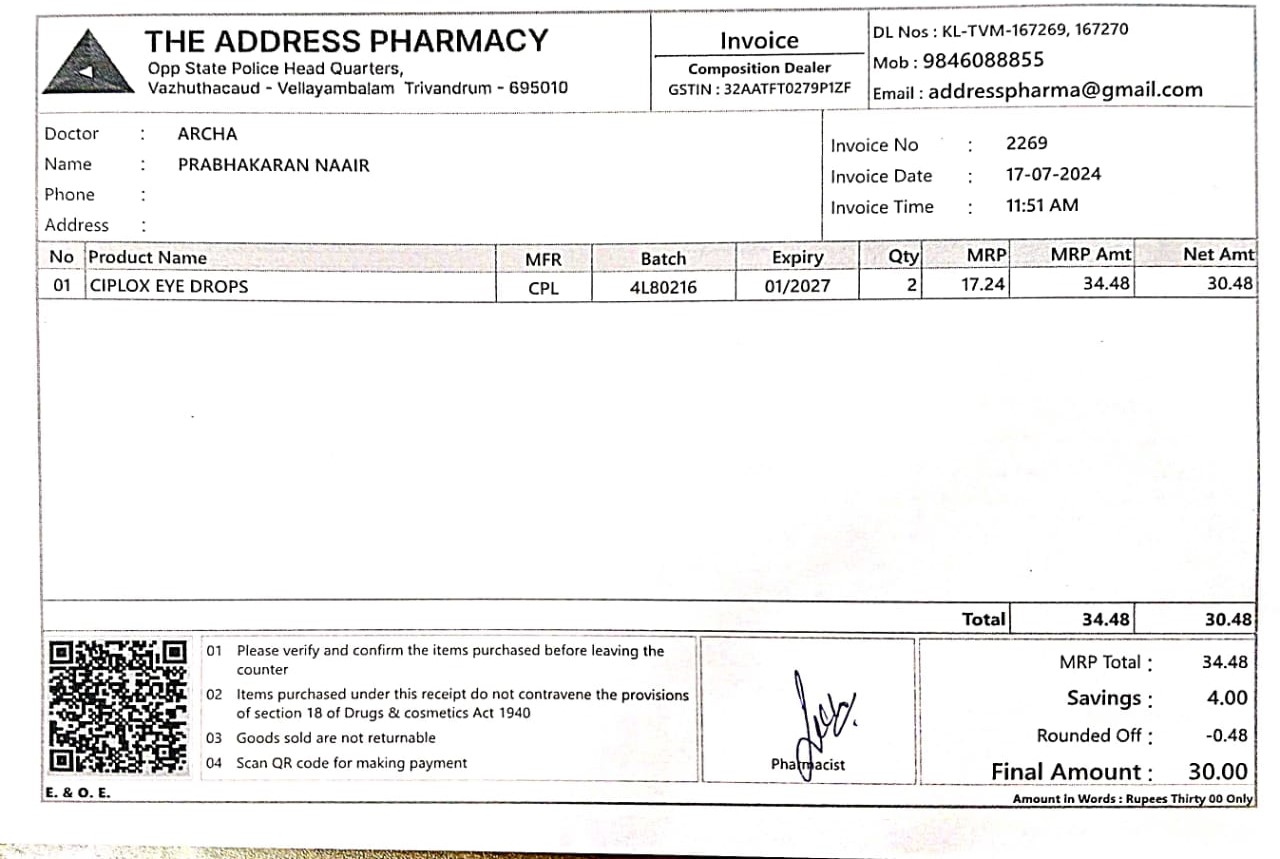 THE ADDRESS PHARMACY
Opp State Police Head Quarters,
Vazhuthacaud - Vellayambalam Trivandrum - 695010
Invoice
Composition Dealer
GSTIN : 32AATFT0279P1ZF
DL Nos : KL-TVM-167269, 167270
Mob : 9846088855
Email : addresspharma@gmail.com
Doctor : ARCHA
Name : PRABHAKARAN NAAIR
Phone :
Address :
Invoice No : 2269
Invoice Date : 17-07-2024
Invoice Time : 11:51 AM
No Product Name MFR Batch Expiry Qty MRP MRP Amt Net Amt
01 CIPLOX EYE DROPS CPL 4L80216 01/2027 2 17.24 34.48 30.48
Total 34.48 30.48
01 Please verify and confirm the items purchased before leaving the
counter
02 Items purchased under this receipt do not contravene the provisions
of section 18 of Drugs & cosmetics Act 1940
03 Goods sold are not returnable
04 Scan QR code for making payment
E. & O. E.
Pharmacist
MRP Total : 34.48
Savings : 4.00
Rounded Off : -0.48
Final Amount : 30.00
Amount in Words : Rupees Thirty 00 Only